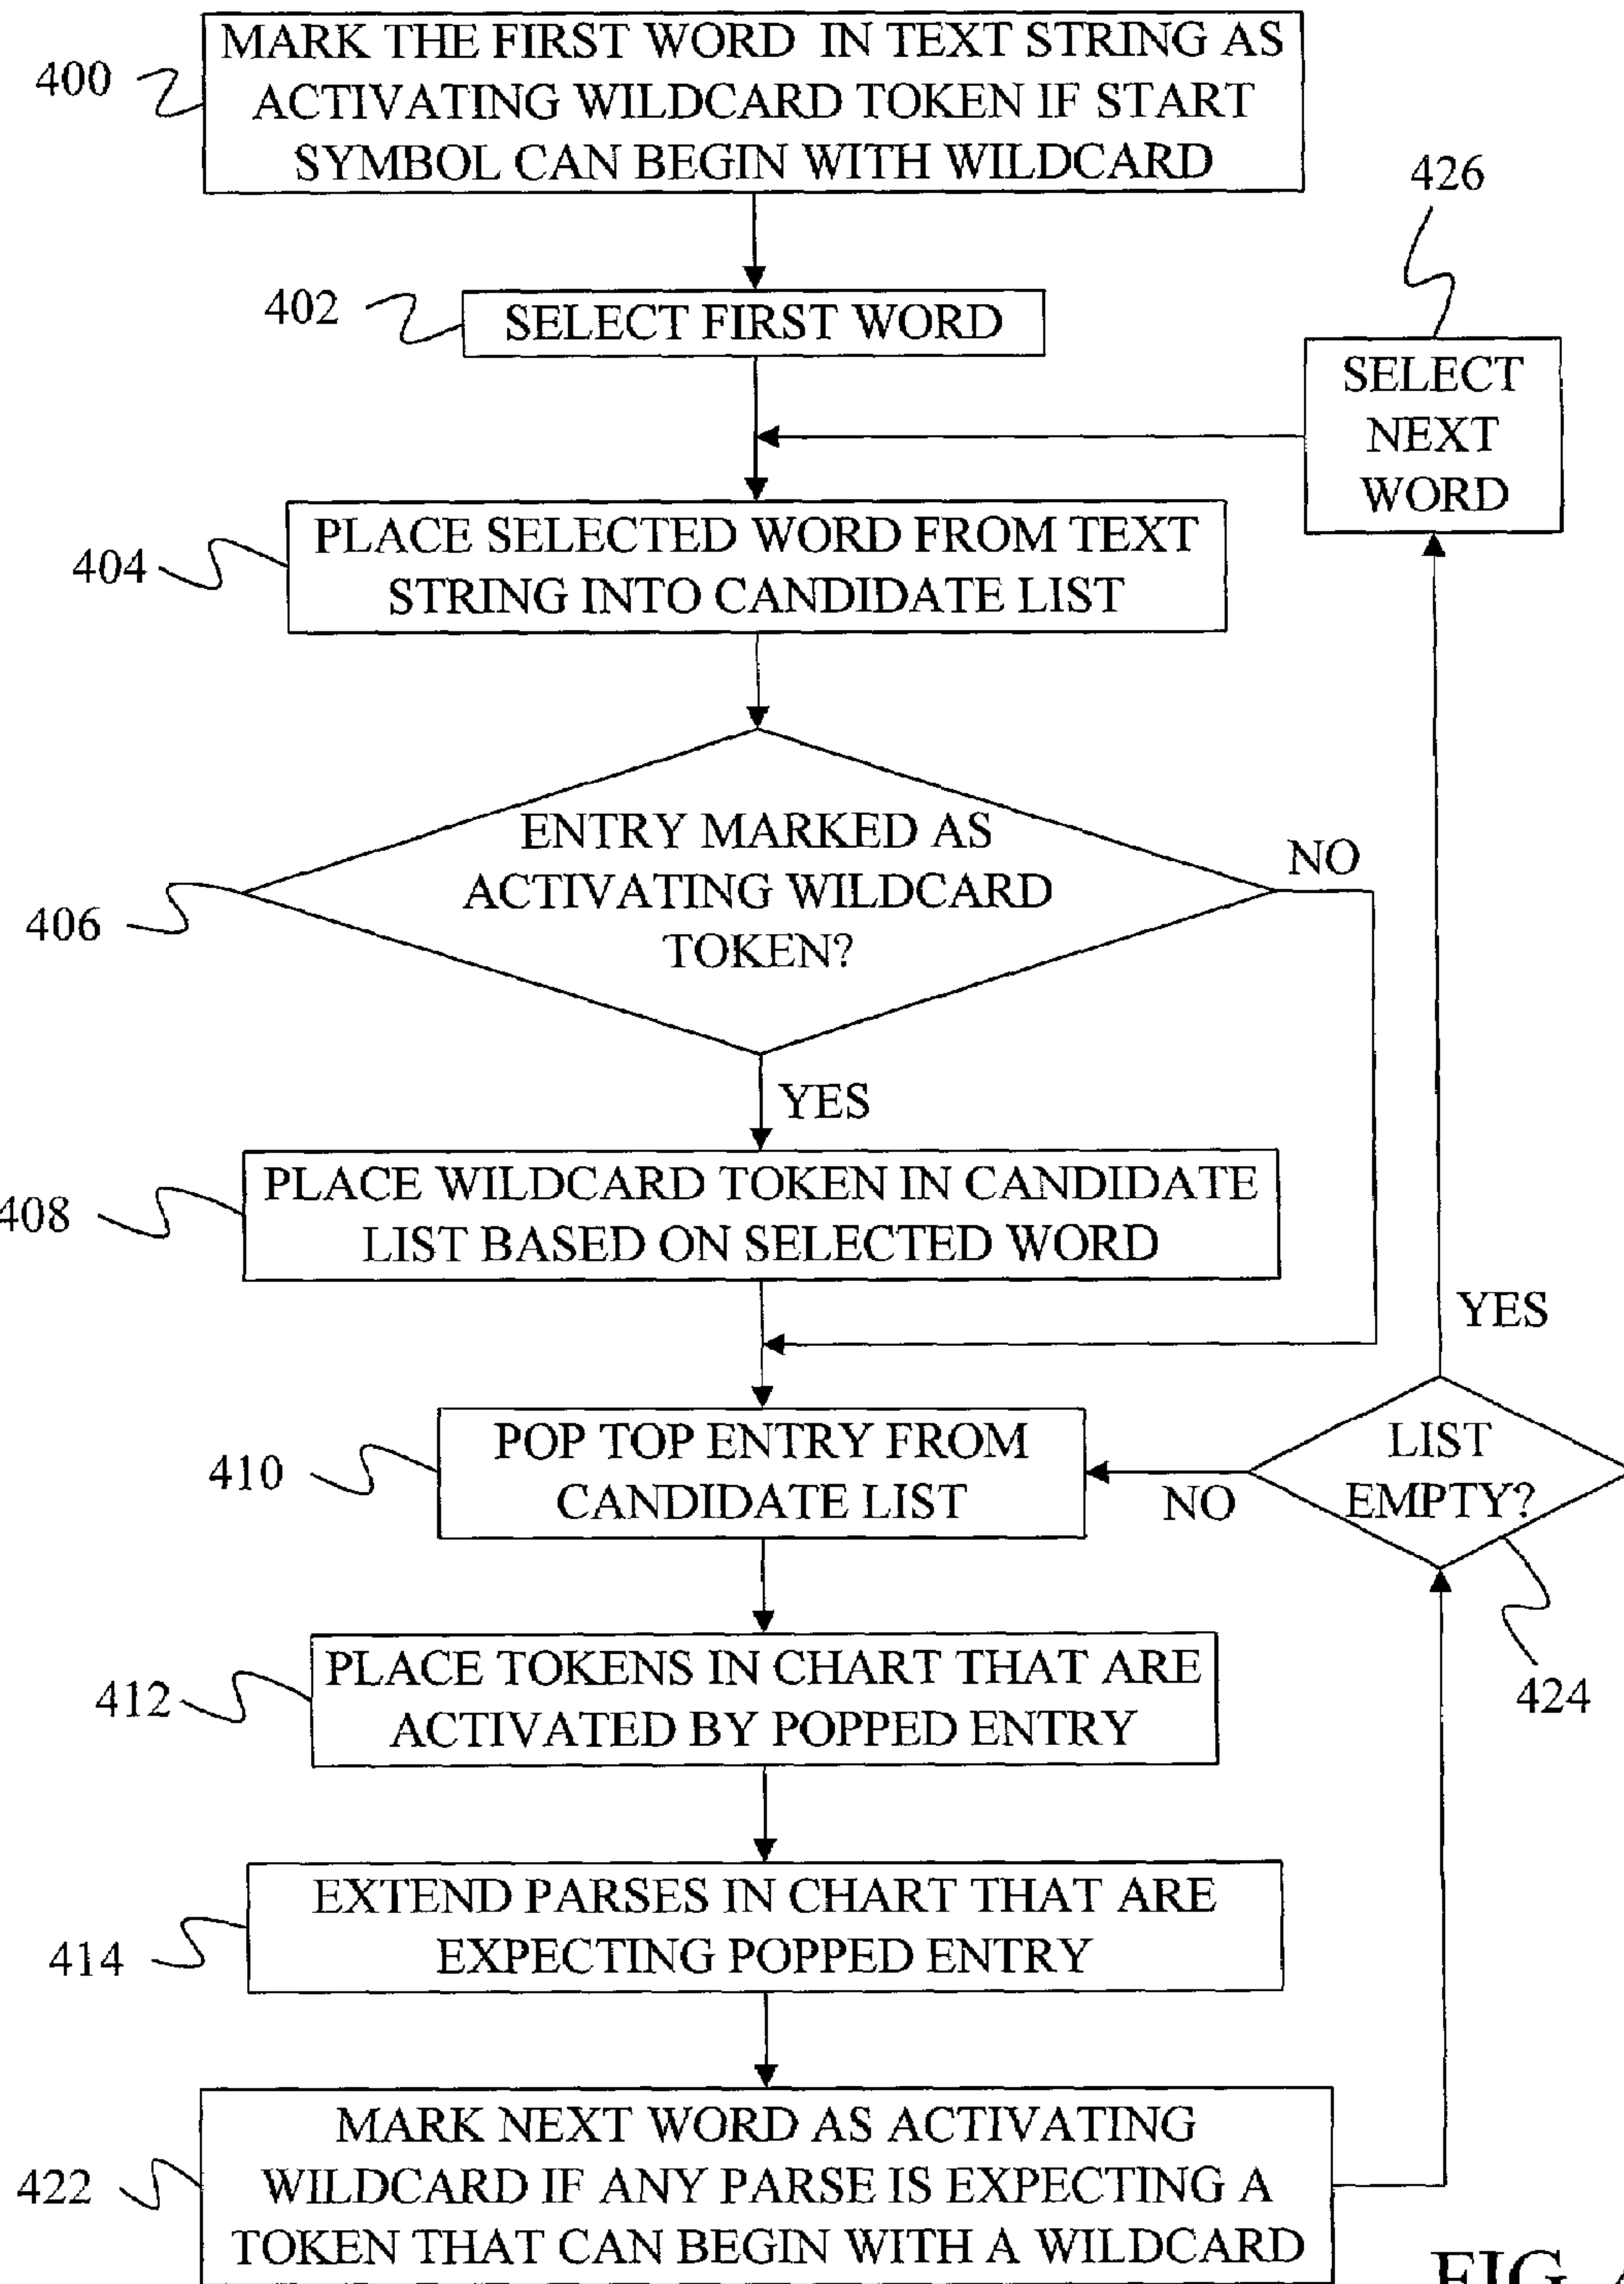 400
MARK THE FIRST WORD IN TEXT STRING AS
ACTIVATING WILDCARD TOKEN IF START
SYMBOL CAN BEGIN WITH WILDCARD
426
402
SELECT FIRST WORD
SELECT
NEXT
WORD
404
PLACE SELECTED WORD FROM TEXT
STRING INTO CANDIDATE LIST
406
ENTRY MARKED AS
ACTIVATING WILDCARD
TOKEN?
NO
YES
408
PLACE WILDCARD TOKEN IN CANDIDATE
LIST BASED ON SELECTED WORD
YES
410
POP TOP ENTRY FROM
CANDIDATE LIST
NO
LIST
EMPTY?
424
412
PLACE TOKENS IN CHART THAT ARE
ACTIVATED BY POPPED ENTRY
414
EXTEND PARSES IN CHART THAT ARE
EXPECTING POPPED ENTRY
422
MARK NEXT WORD AS ACTIVATING
WILDCARD IF ANY PARSE IS EXPECTING A
TOKEN THAT CAN BEGIN WITH A WILDCARD
FIG.